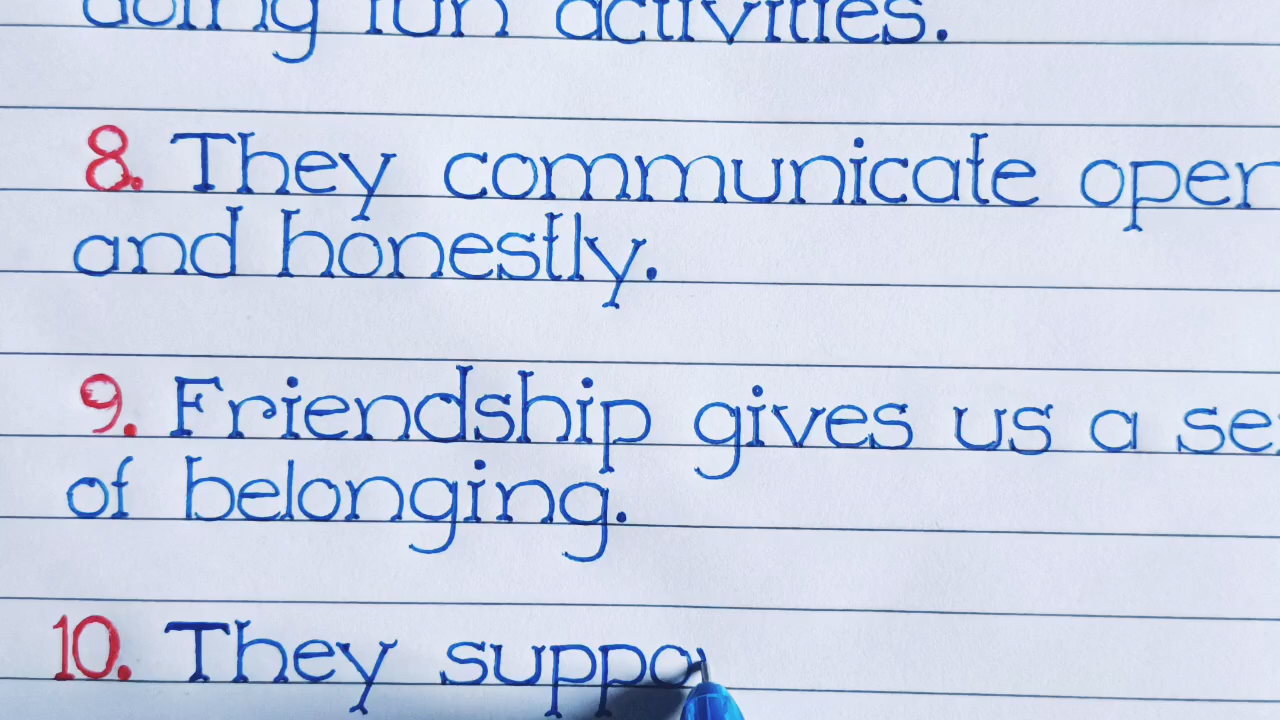 doing fun activities.
8. They communicate open
and honestly.
9. Friendship gives us a se
of belonging.
10. They suppo